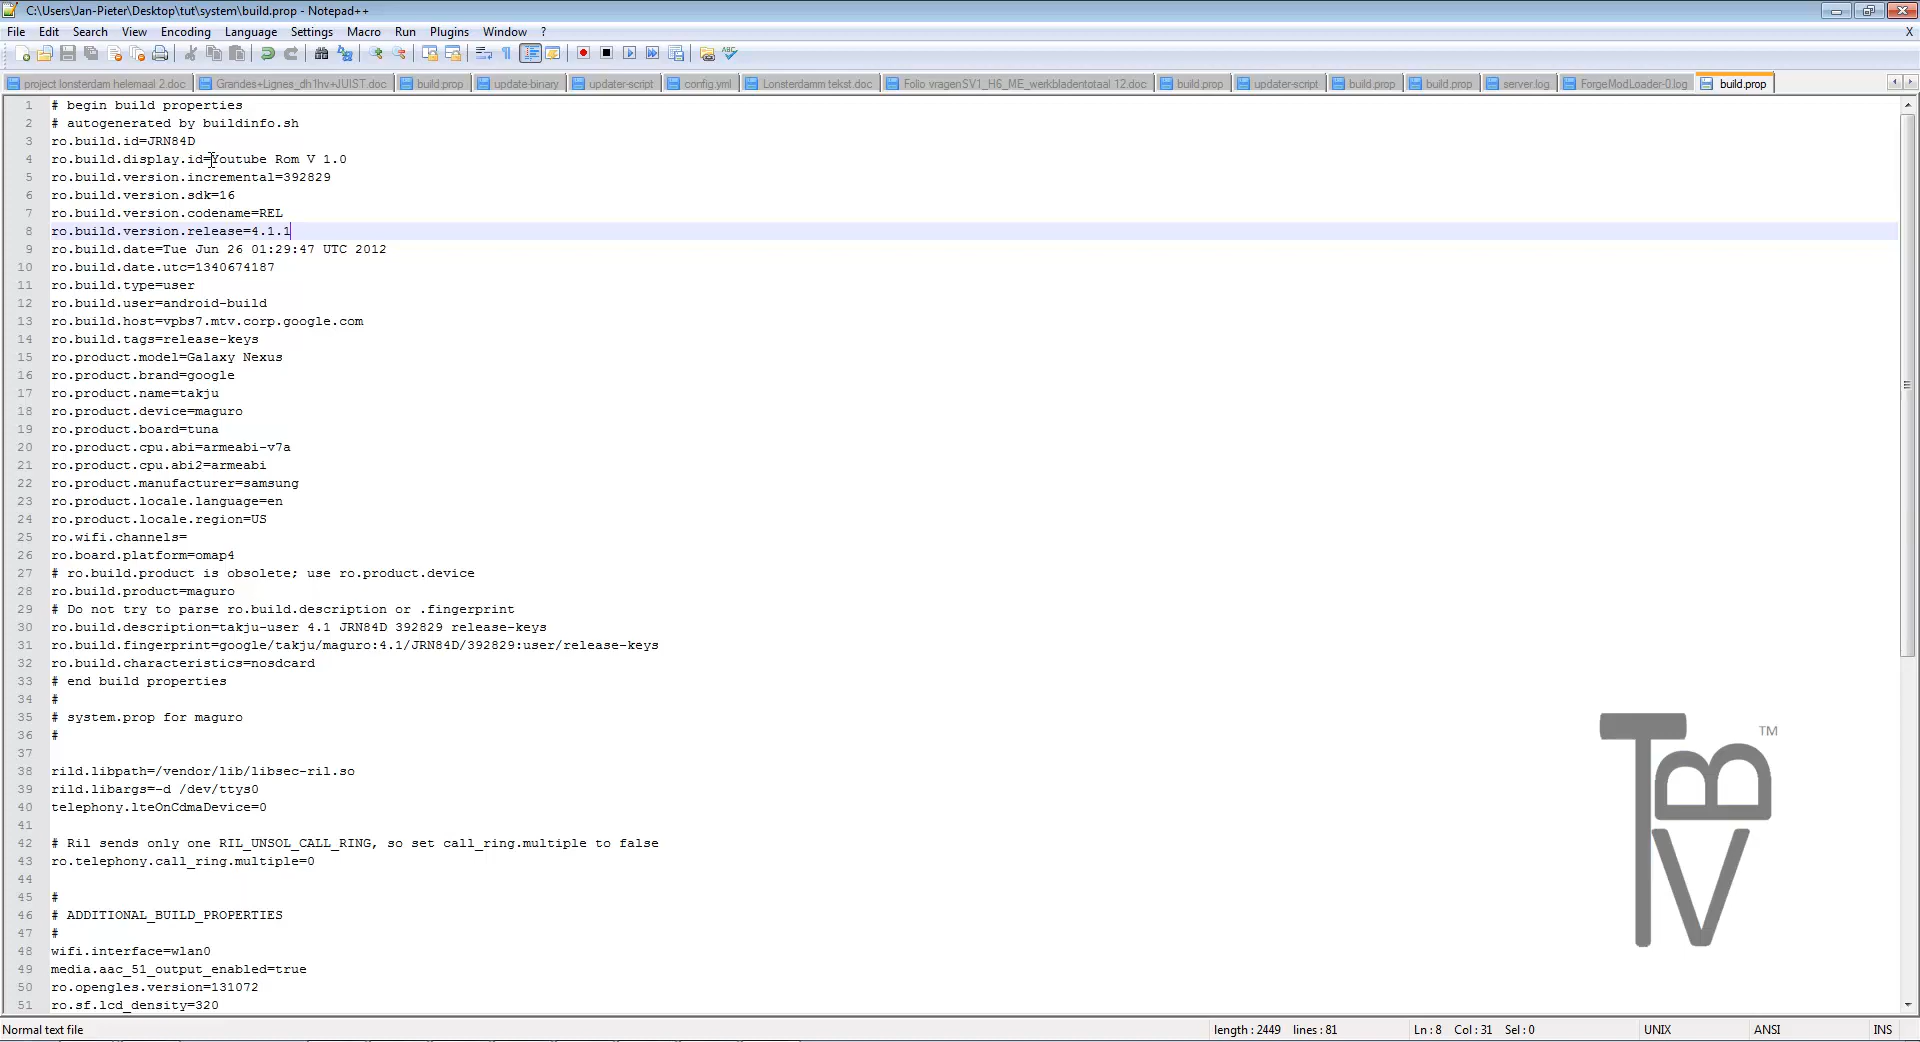 C:\Users\Jan-Pieter\Desktop\tut\system\build.prop - Notepad++
File Edit Search View Encoding Language Settings Macro Run Plugins Window ? X
project lonsterdam helemaal 2.doc Grandes+Lignes_dh1hv+JUIST.doc build.prop update-binary updater-script config.yml Lonsterdamm tekst.doc Folio vragenSV1_H6_ME_werkbladentotaal 12.doc build.prop updater-script build.prop build.prop server.log ForgeModLoader-0.log build.prop
1 # begin build properties
2 # autogenerated by buildinfo.sh
3 ro.build.id=JRN84D
4 ro.build.display.id=Youtube Rom V 1.0
5 ro.build.version.incremental=392829
6 ro.build.version.sdk=16
7 ro.build.version.codename=REL
8 ro.build.version.release=4.1.1
9 ro.build.date=Tue Jun 26 01:29:47 UTC 2012
10 ro.build.date.utc=1340674187
11 ro.build.type=user
12 ro.build.user=android-build
13 ro.build.host=vpbs7.mtv.corp.google.com
14 ro.build.tags=release-keys
15 ro.product.model=Galaxy Nexus
16 ro.product.brand=google
17 ro.product.name=takju
18 ro.product.device=maguro
19 ro.product.board=tuna
20 ro.product.cpu.abi=armeabi-v7a
21 ro.product.cpu.abi2=armeabi
22 ro.product.manufacturer=samsung
23 ro.product.locale.language=en
24 ro.product.locale.region=US
25 ro.wifi.channels=
26 ro.board.platform=omap4
27 # ro.build.product is obsolete; use ro.product.device
28 ro.build.product=maguro
29 # Do not try to parse ro.build.description or .fingerprint
30 ro.build.description=takju-user 4.1 JRN84D 392829 release-keys
31 ro.build.fingerprint=google/takju/maguro:4.1/JRN84D/392829:user/release-keys
32 ro.build.characteristics=nosdcard
33 # end build properties
34 #
35 # system.prop for maguro
36 #
37
38 rild.libpath=/vendor/lib/libsec-ril.so
39 rild.libargs=-d /dev/ttys0
40 telephony.lteOnCdmaDevice=0
41
42 # Ril sends only one RIL_UNSOL_CALL_RING, so set call_ring.multiple to false
43 ro.telephony.call_ring.multiple=0
44
45 #
46 # ADDITIONAL_BUILD_PROPERTIES
47 #
48 wifi.interface=wlan0
49 media.aac_51_output_enabled=true
50 ro.opengles.version=131072
51 ro.sf.lcd_density=320
TBV™
Normal text file length : 2449 lines : 81 Ln : 8 Col : 31 Sel : 0 UNIX ANSI INS